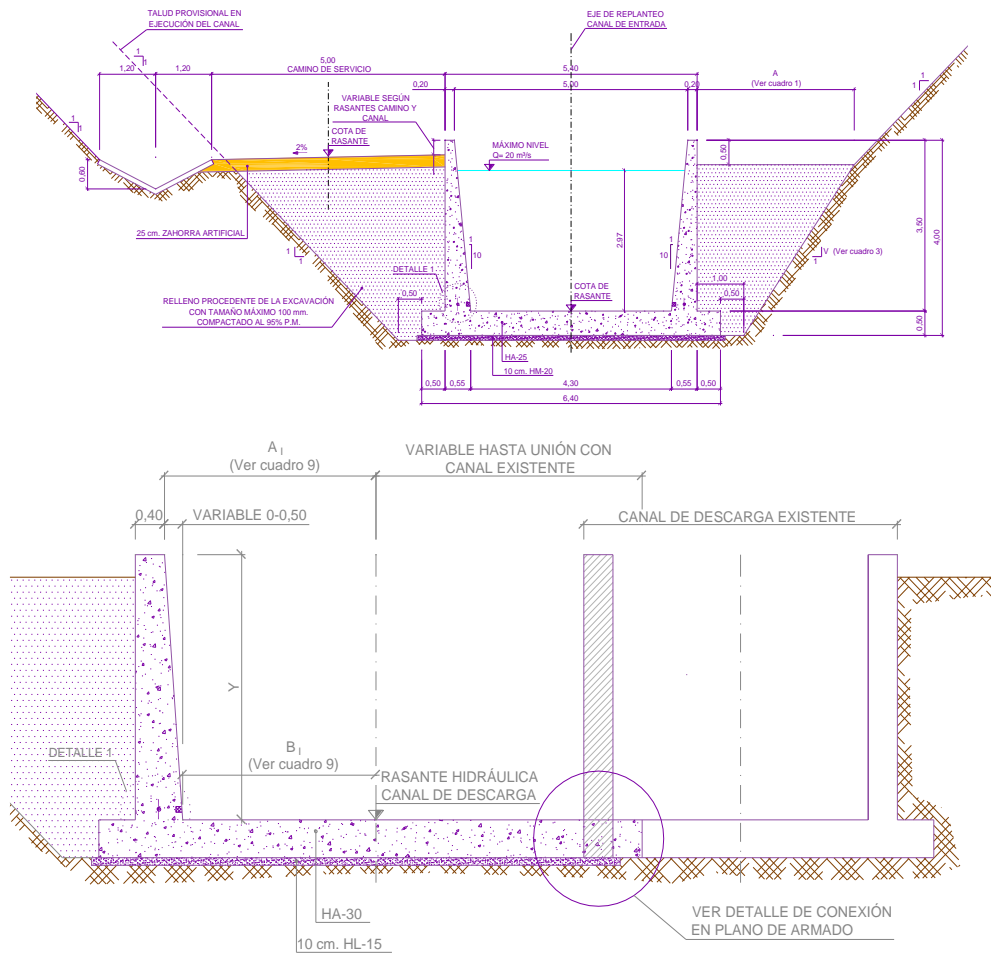 TALUD PROVISIONAL EN
EJECUCIÓN DEL CANAL
EJE DE REPLANTEO
CANAL DE ENTRADA
1
1
1,20
1,20
5,00
CAMINO DE SERVICIO
5,40
A
(Ver cuadro 1)
1
1
0,20
5,00
0,20
VARIABLE SEGÚN
RASANTES CAMINO Y
CANAL
1
1
COTA DE
RASANTE
2%
MÁXIMO NIVEL
Q= 20 m³/s
0,50
0,60
25 cm. ZAHORRA ARTIFICIAL
2,97
3,50
4,00
1
1
1
10
1
10
V (Ver cuadro 3)
1
DETALLE 1
RELLENO PROCEDENTE DE LA EXCAVACIÓN
CON TAMAÑO MÁXIMO 100 mm.
COMPACTADO AL 95% P.M.
0,50
COTA DE
RASANTE
1,00
0,50
0,50
HA-25
10 cm. HM-20
0,50
0,55
4,30
0,55
0,50
6,40
A I
(Ver cuadro 9)
VARIABLE HASTA UNIÓN CON
CANAL EXISTENTE
0,40
VARIABLE 0-0,50
CANAL DE DESCARGA EXISTENTE
Y
DETALLE 1
B I
(Ver cuadro 9)
RASANTE HIDRÁULICA
CANAL DE DESCARGA
HA-30
10 cm. HL-15
VER DETALLE DE CONEXIÓN
EN PLANO DE ARMADO